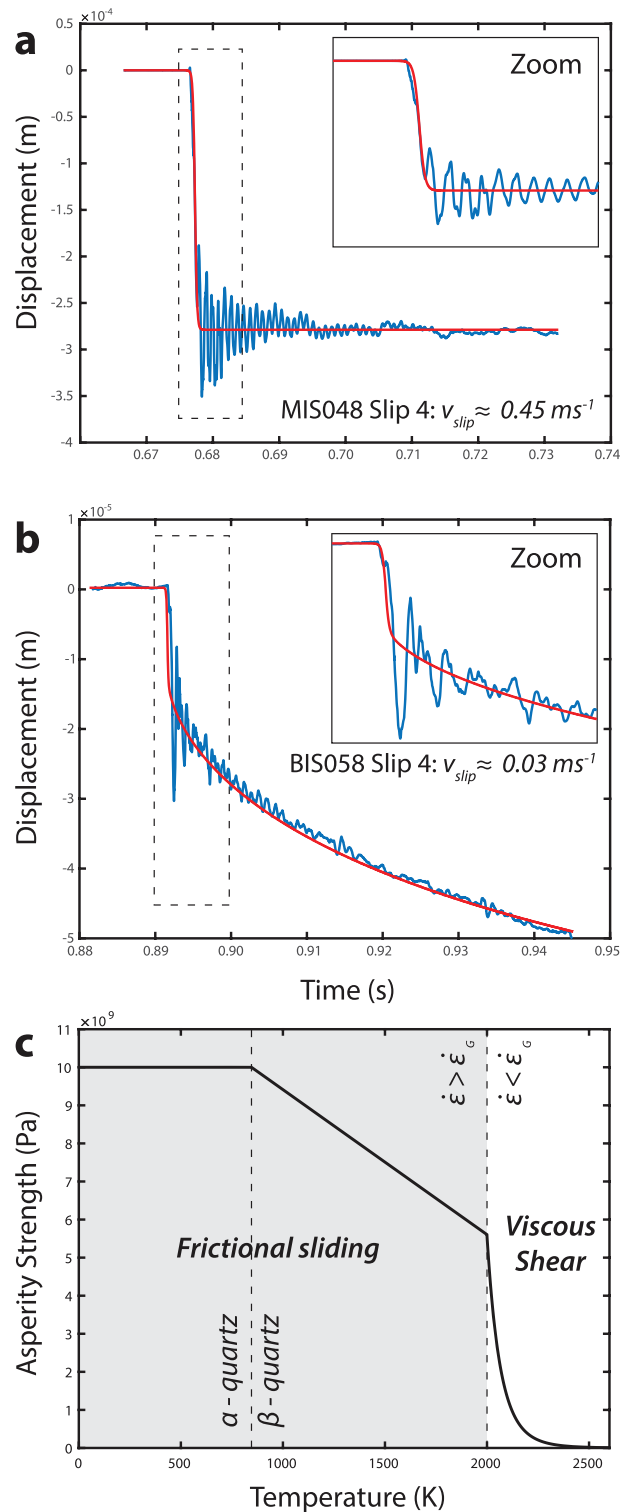 ×10⁻⁴
0.5
a
Zoom
0
-0.5
-1
-1.5
-2
-2.5
-3
-3.5
-4
Displacement (m)
MIS048 Slip 4: v_slip ≈ 0.45 ms⁻¹
0.67 0.68 0.69 0.70 0.71 0.72 0.73 0.74
×10⁻⁵
1
b
Zoom
0
-1
-2
-3
-4
-5
Displacement (m)
BIS058 Slip 4: v_slip ≈ 0.03 ms⁻¹
0.88 0.89 0.90 0.91 0.92 0.93 0.94 0.95
Time (s)
×10⁹
c
11
10
9
8
7
6
5
4
3
2
1
0
Asperity Strength (Pa)
ε̇ > ε̇_G
ε̇ < ε̇_G
Frictional sliding
Viscous
Shear
α - quartz
β - quartz
0 500 1000 1500 2000 2500
Temperature (K)